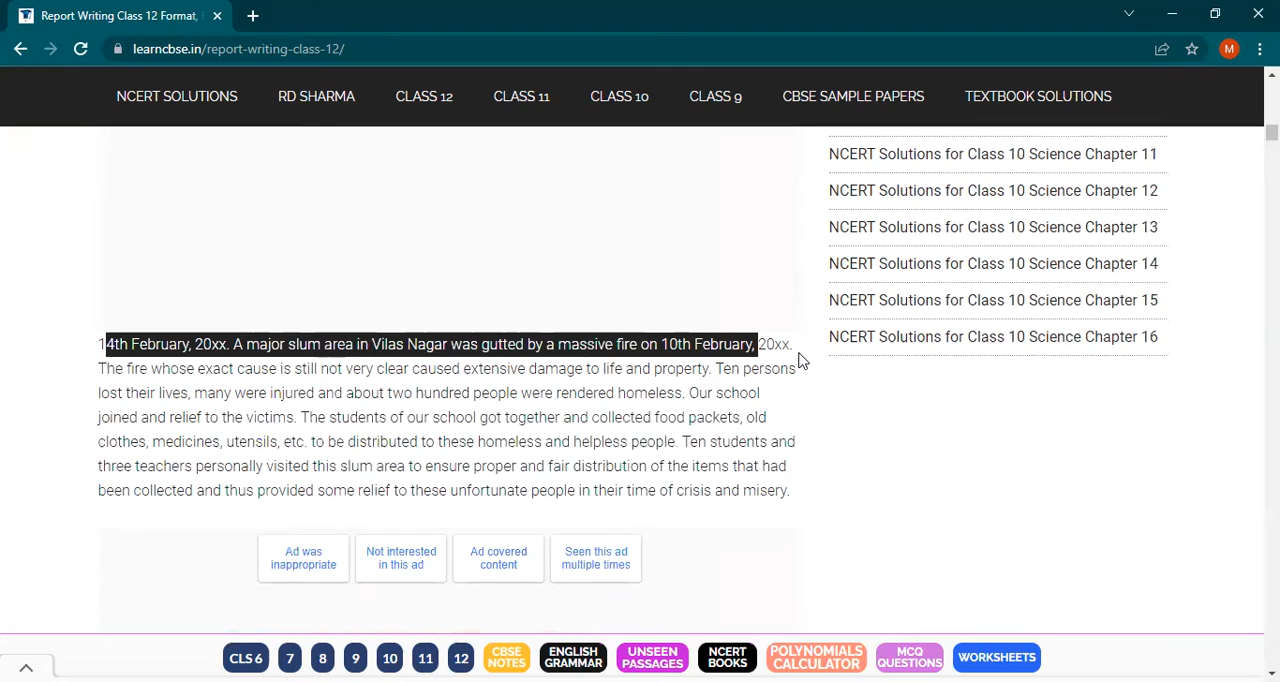 Report Writing Class 12 Format,
learncbse.in/report-writing-class-12/
M
NCERT SOLUTIONS RD SHARMA CLASS 12 CLASS 11 CLASS 10 CLASS 9 CBSE SAMPLE PAPERS TEXTBOOK SOLUTIONS
14th February, 20xx. A major slum area in Vilas Nagar was gutted by a massive fire on 10th February, 20xx.
The fire whose exact cause is still not very clear caused extensive damage to life and property. Ten persons
lost their lives, many were injured and about two hundred people were rendered homeless. Our school
joined and relief to the victims. The students of our school got together and collected food packets, old
clothes, medicines, utensils, etc. to be distributed to these homeless and helpless people. Ten students and
three teachers personally visited this slum area to ensure proper and fair distribution of the items that had
been collected and thus provided some relief to these unfortunate people in their time of crisis and misery.
Ad was
inappropriate
Not interested
in this ad
Ad covered
content
Seen this ad
multiple times
NCERT Solutions for Class 10 Science Chapter 11
NCERT Solutions for Class 10 Science Chapter 12
NCERT Solutions for Class 10 Science Chapter 13
NCERT Solutions for Class 10 Science Chapter 14
NCERT Solutions for Class 10 Science Chapter 15
NCERT Solutions for Class 10 Science Chapter 16
CLS 6
7
8
9
10
11
12
CBSE
NOTES
ENGLISH
GRAMMAR
UNSEEN
PASSAGES
NCERT
BOOKS
POLYNOMIALS
CALCULATOR
MCQ
QUESTIONS
WORKSHEETS